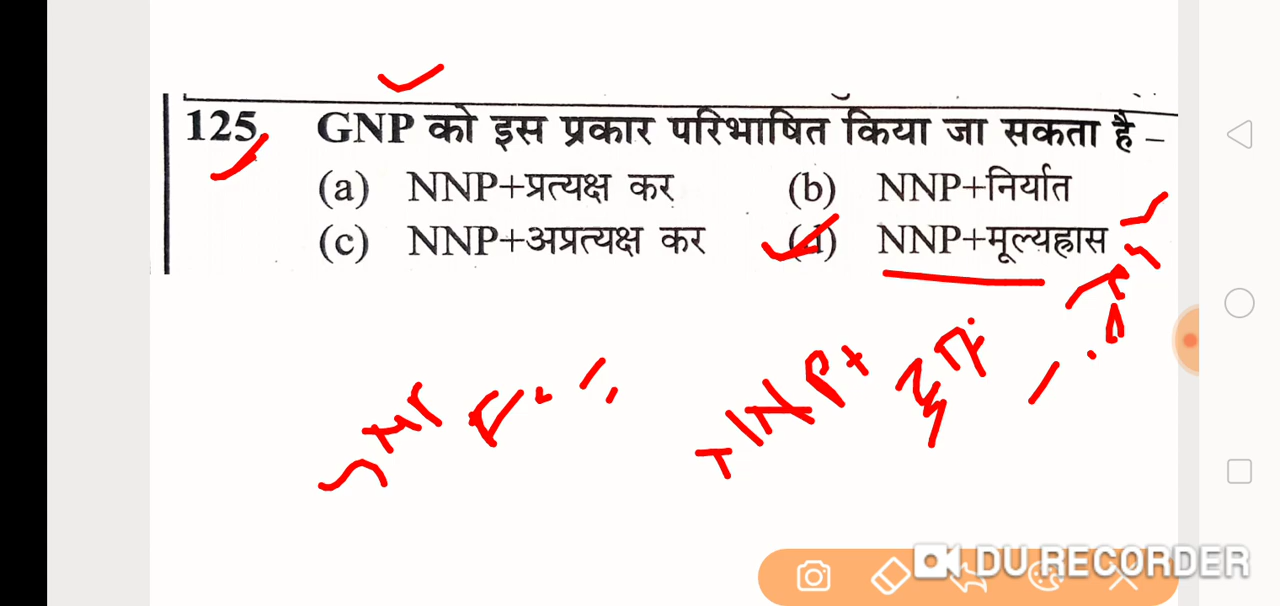 125. GNP को इस प्रकार परिभाषित किया जा सकता है –
(a) NNP+प्रत्यक्ष कर (b) NNP+निर्यात
(c) NNP+अप्रत्यक्ष कर (d) NNP+मूल्यह्रास
NNP+
DU RECORDER